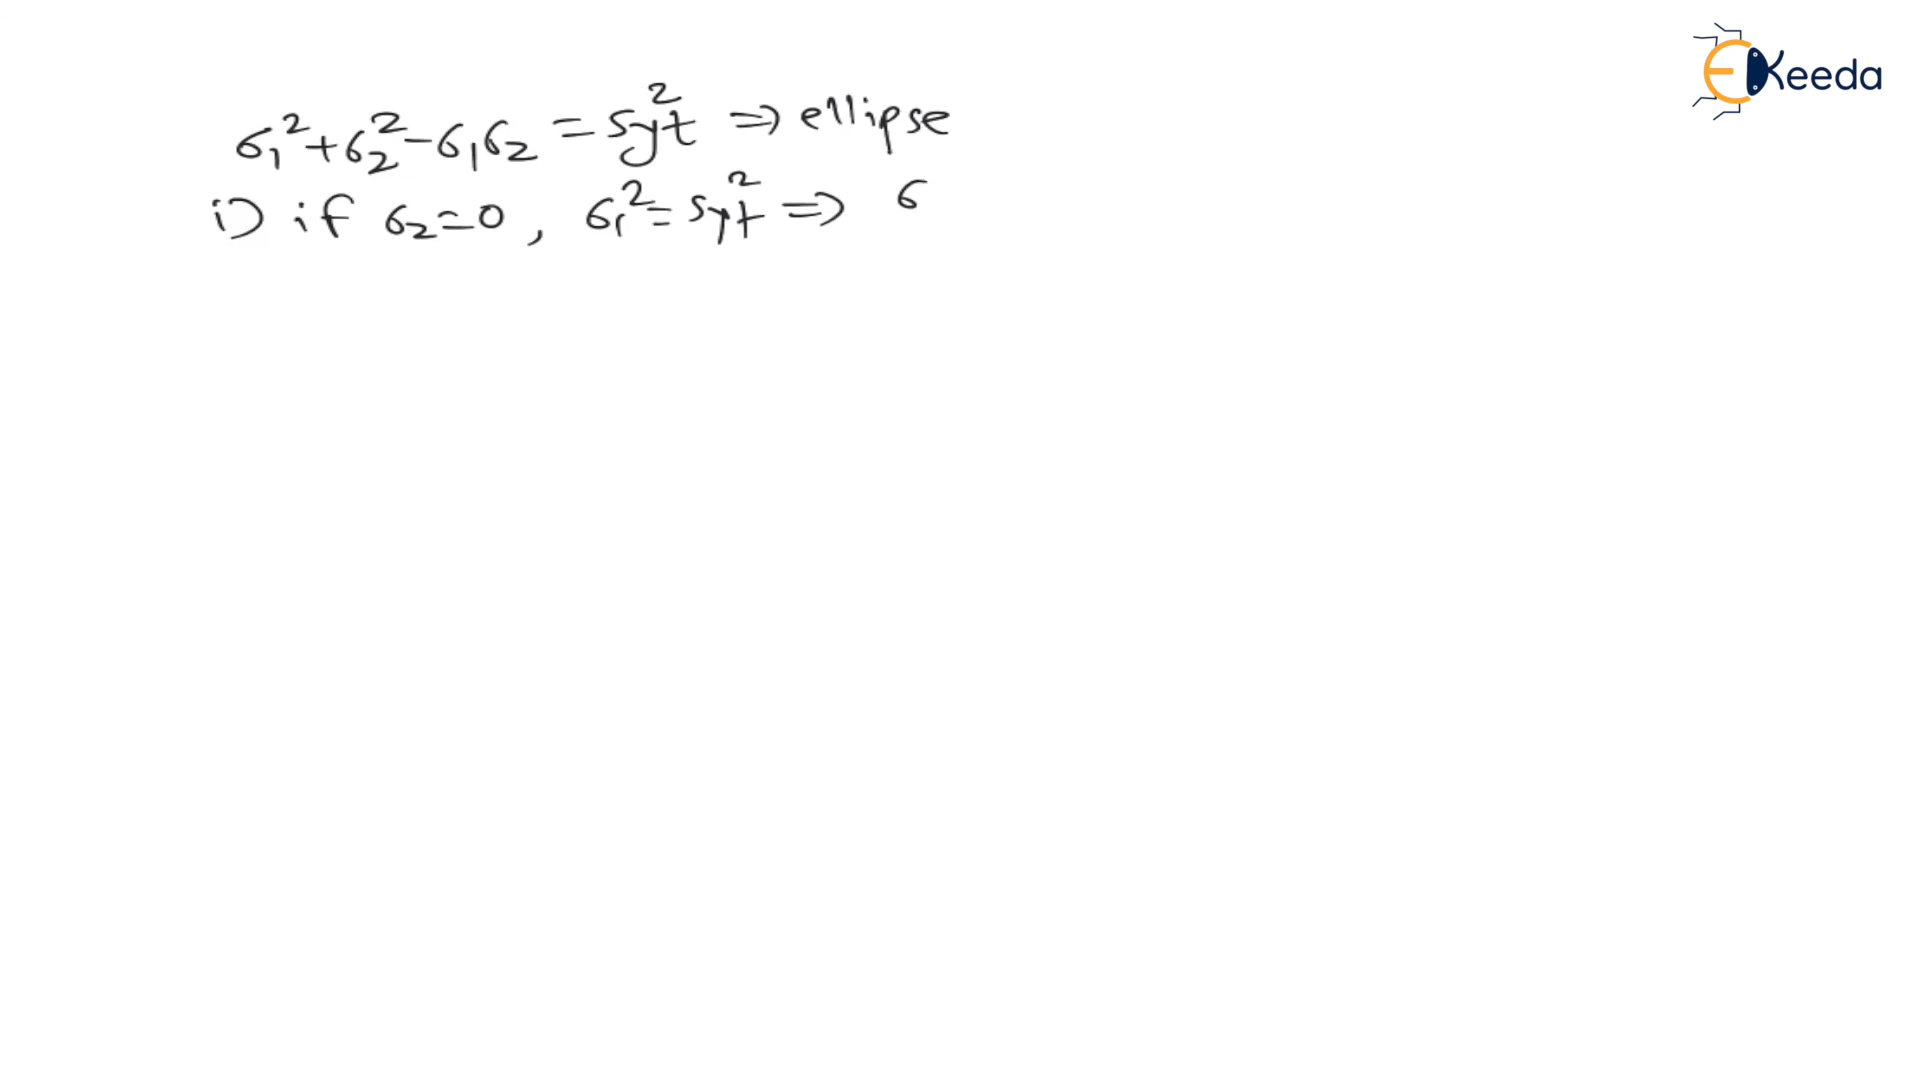 EKeeda
σ₁² + σ₂² - σ₁σ₂ = Syt² ⇒ ellipse
i) if σ₂ = 0 , σ₁² = Syt² ⇒ σ